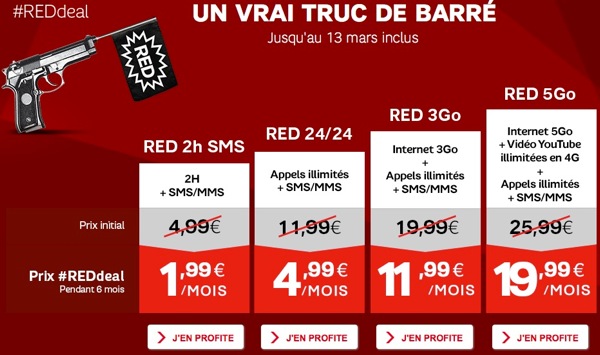 #REDdeal
UN VRAI TRUC DE BARRÉ
Jusqu'au 13 mars inclus
RED
RED 2h SMS
2H
+ SMS/MMS
RED 24/24
Appels illimités
+ SMS/MMS
RED 3Go
Internet 3Go
+
Appels illimités
+ SMS/MMS
RED 5Go
Internet 5Go
+ Vidéo YouTube
illimitées en 4G
+
Appels illimités
+ SMS/MMS
Prix initial
4,99€
11,99€
19,99€
25,99€
Prix #REDdeal
Pendant 6 mois
1,99€
/MOIS
4,99€
/MOIS
11,99€
/MOIS
19,99€
/MOIS
> J'EN PROFITE
> J'EN PROFITE
> J'EN PROFITE
> J'EN PROFITE